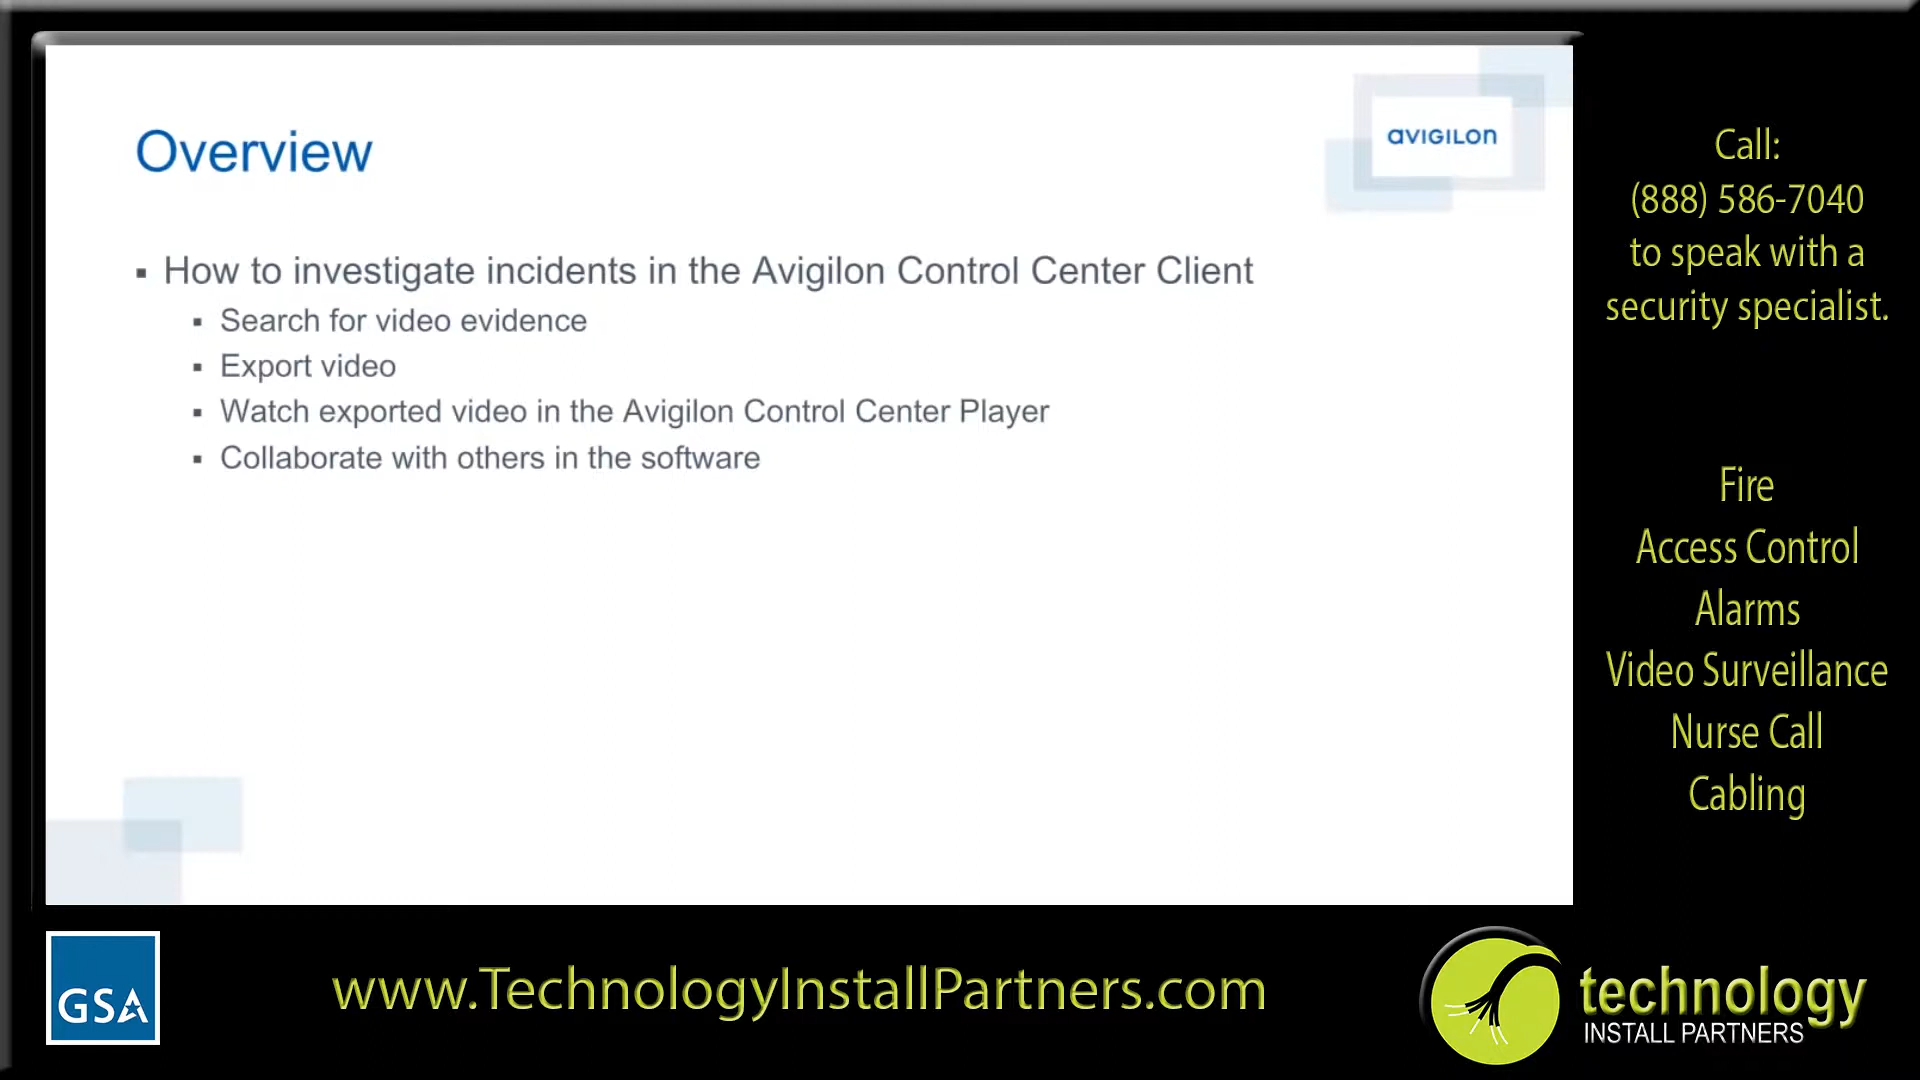 Overview
AVIGILON
▪ How to investigate incidents in the Avigilon Control Center Client
▪ Search for video evidence
▪ Export video
▪ Watch exported video in the Avigilon Control Center Player
▪ Collaborate with others in the software
Call:
(888) 586-7040
to speak with a
security specialist.
Fire
Access Control
Alarms
Video Surveillance
Nurse Call
Cabling
GSA
www.TechnologyInstallPartners.com
technology
INSTALL PARTNERS